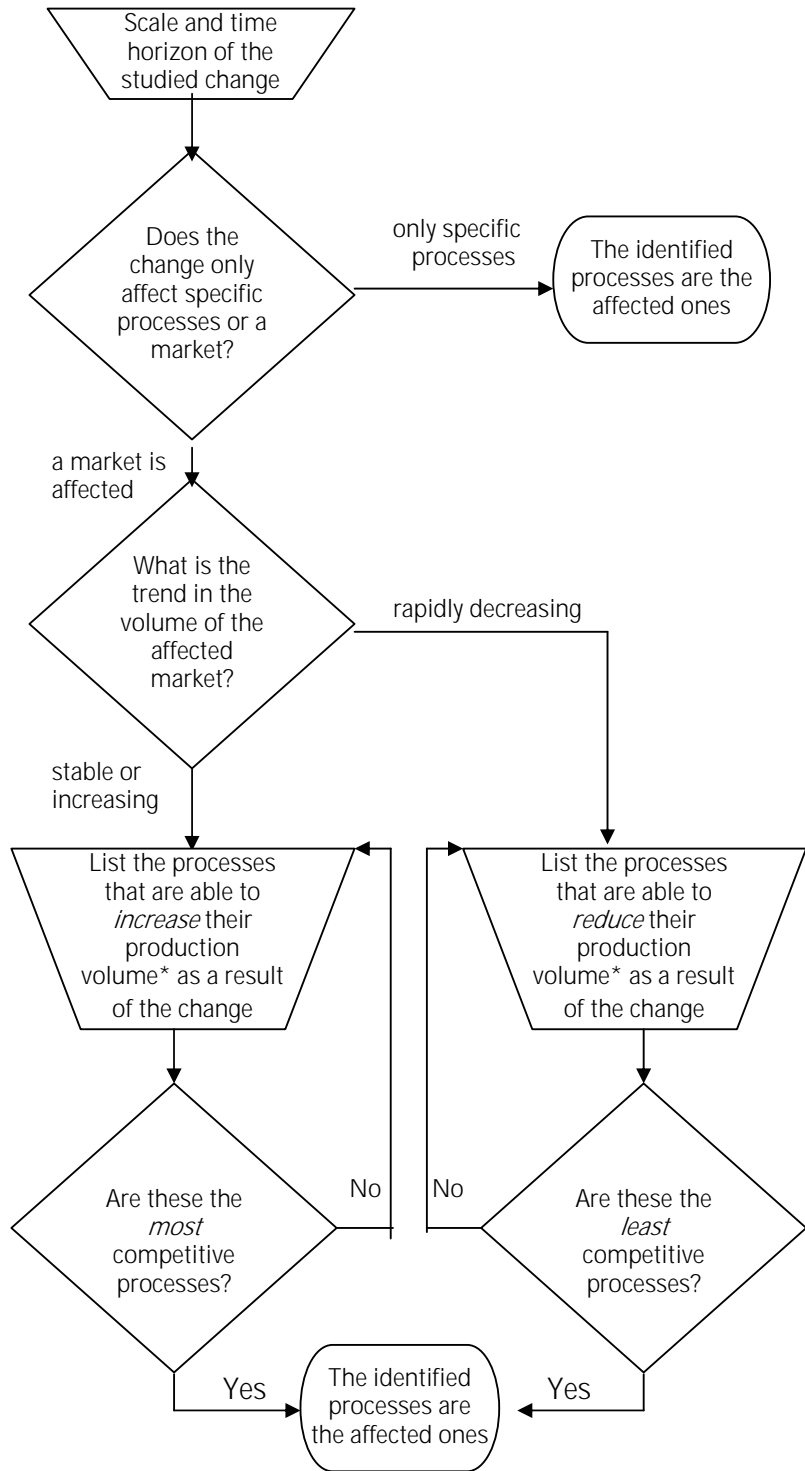 Scale and time
horizon of the
studied change
Does the
change only
affect specific
processes or a
market?
only specific
processes
The identified
processes are the
affected ones
a market is
affected
What is the
trend in the
volume of the
affected
market?
rapidly decreasing
stable or
increasing
List the processes
that are able to
increase their
production
volume* as a result
of the change
List the processes
that are able to
reduce their
production
volume* as a result
of the change
Are these the
most
competitive
processes?
No
No
Are these the
least
competitive
processes?
Yes
The identified
processes are
the affected ones
Yes